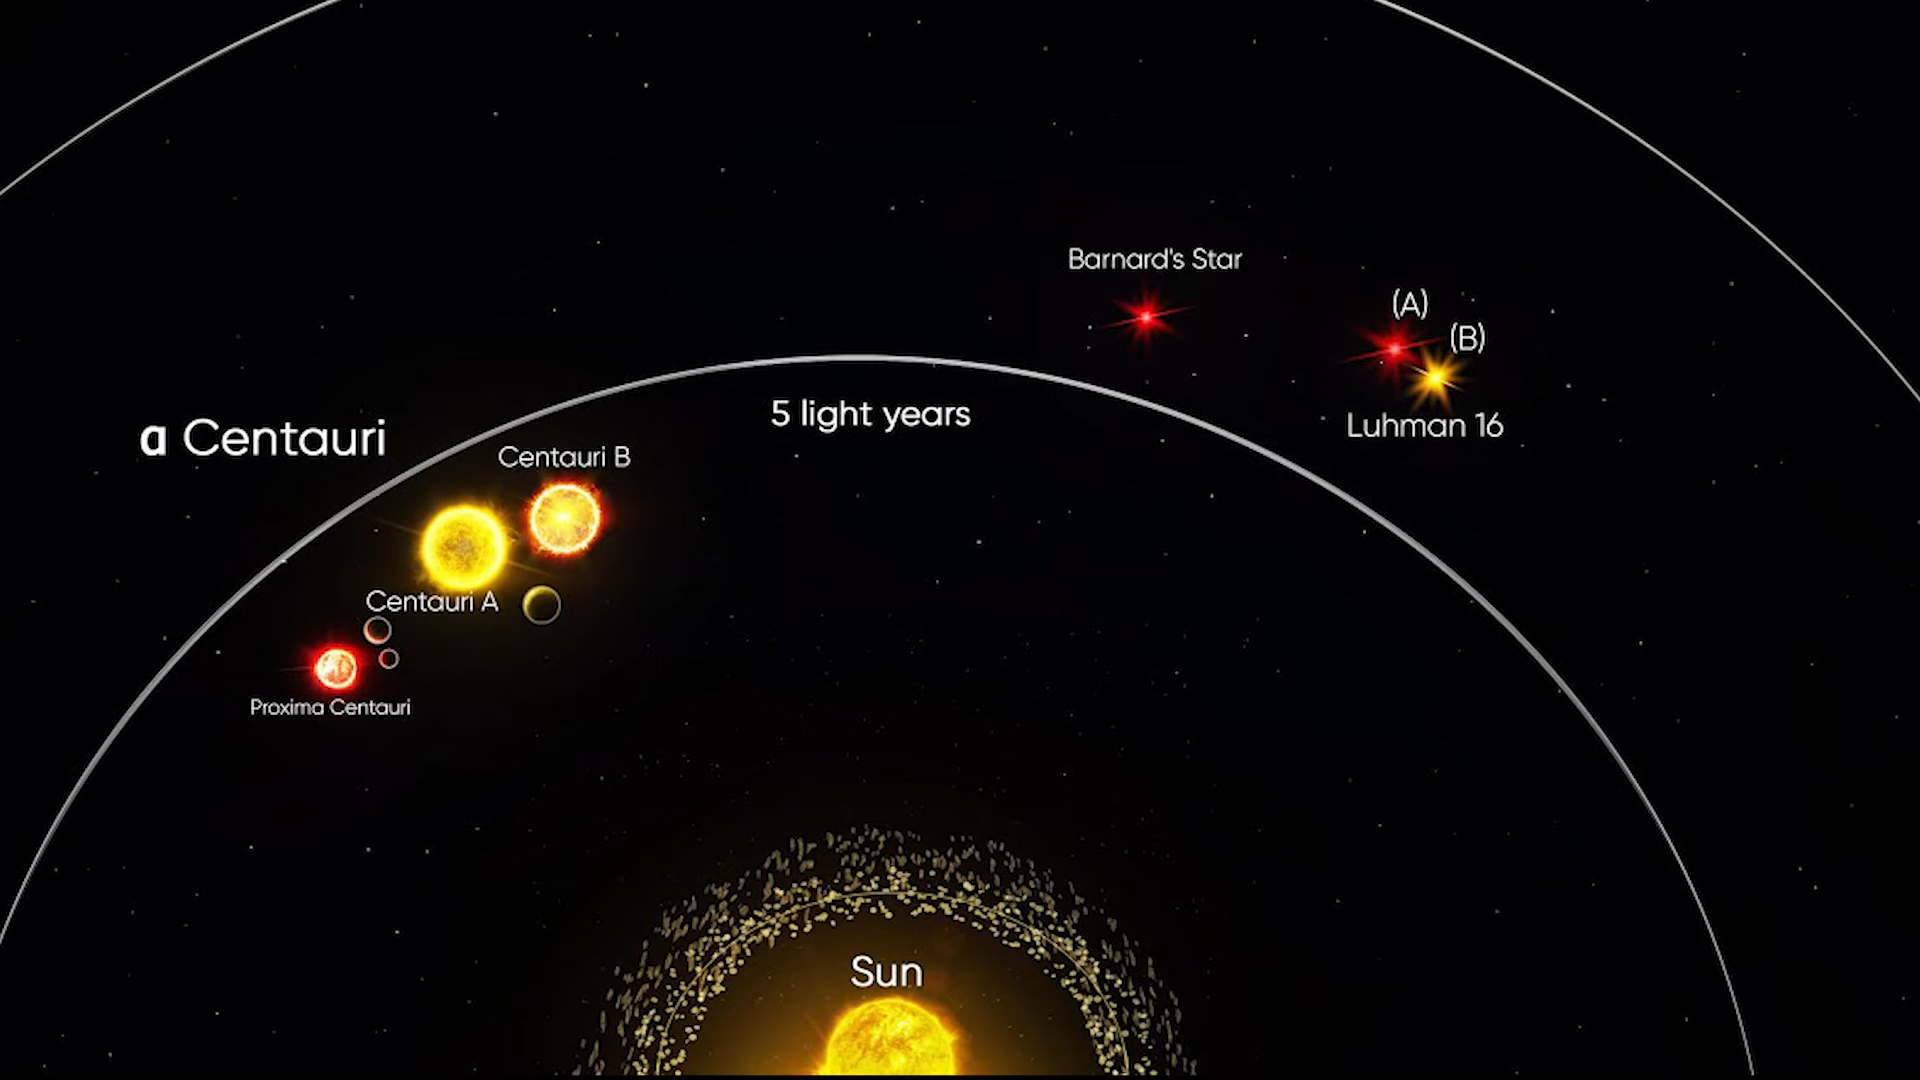 Barnard's Star
(A)
(B)
Luhman 16
5 light years
α Centauri
Centauri B
Centauri A
Proxima Centauri
Sun